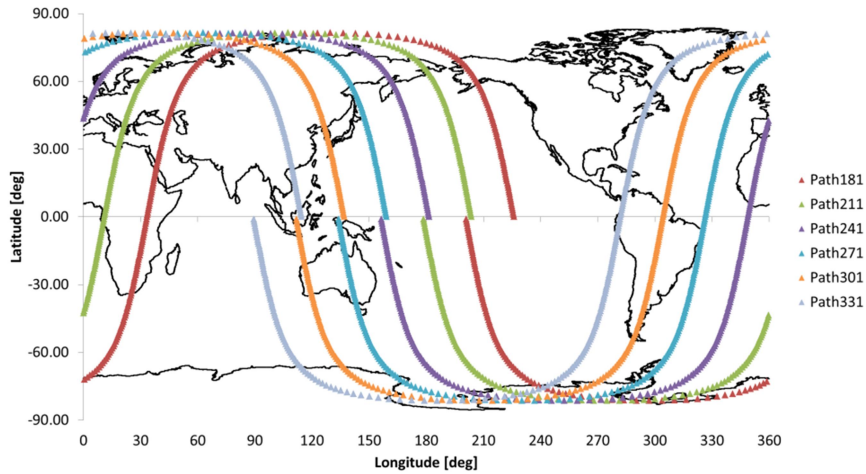 90.00
60.00
30.00
0.00
-30.00
-60.00
-90.00
Latitude [deg]
0 30 60 90 120 150 180 210 240 270 300 330 360
Longitude [deg]
Path181
Path211
Path241
Path271
Path301
Path331